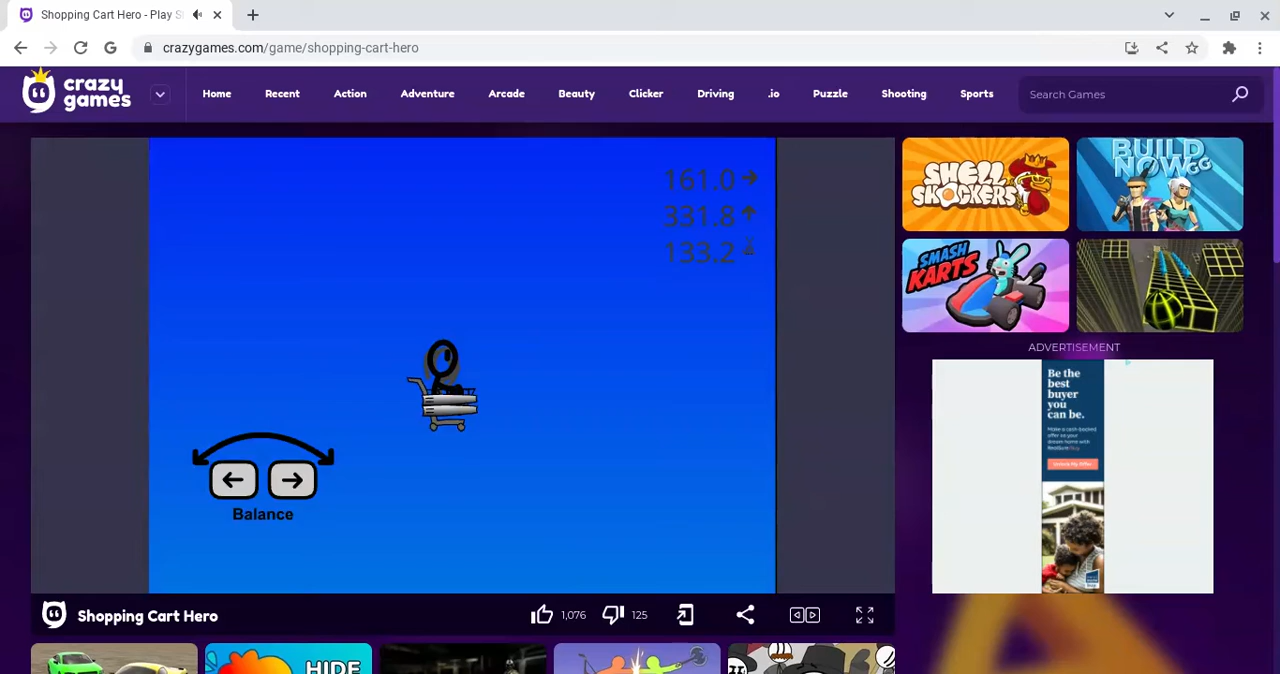 Shopping Cart Hero - Play S
crazygames.com/game/shopping-cart-hero
crazy games
Home Recent Action Adventure Arcade Beauty Clicker Driving .io Puzzle Shooting Sports
Search Games
161.0
331.8
133.2
Balance
SHELL SHOCKERS
BUILD NOW GG
SMASH KARTS
ADVERTISEMENT
Be the
best
buyer
you
can be.
Shopping Cart Hero
1,076
125
HIDE